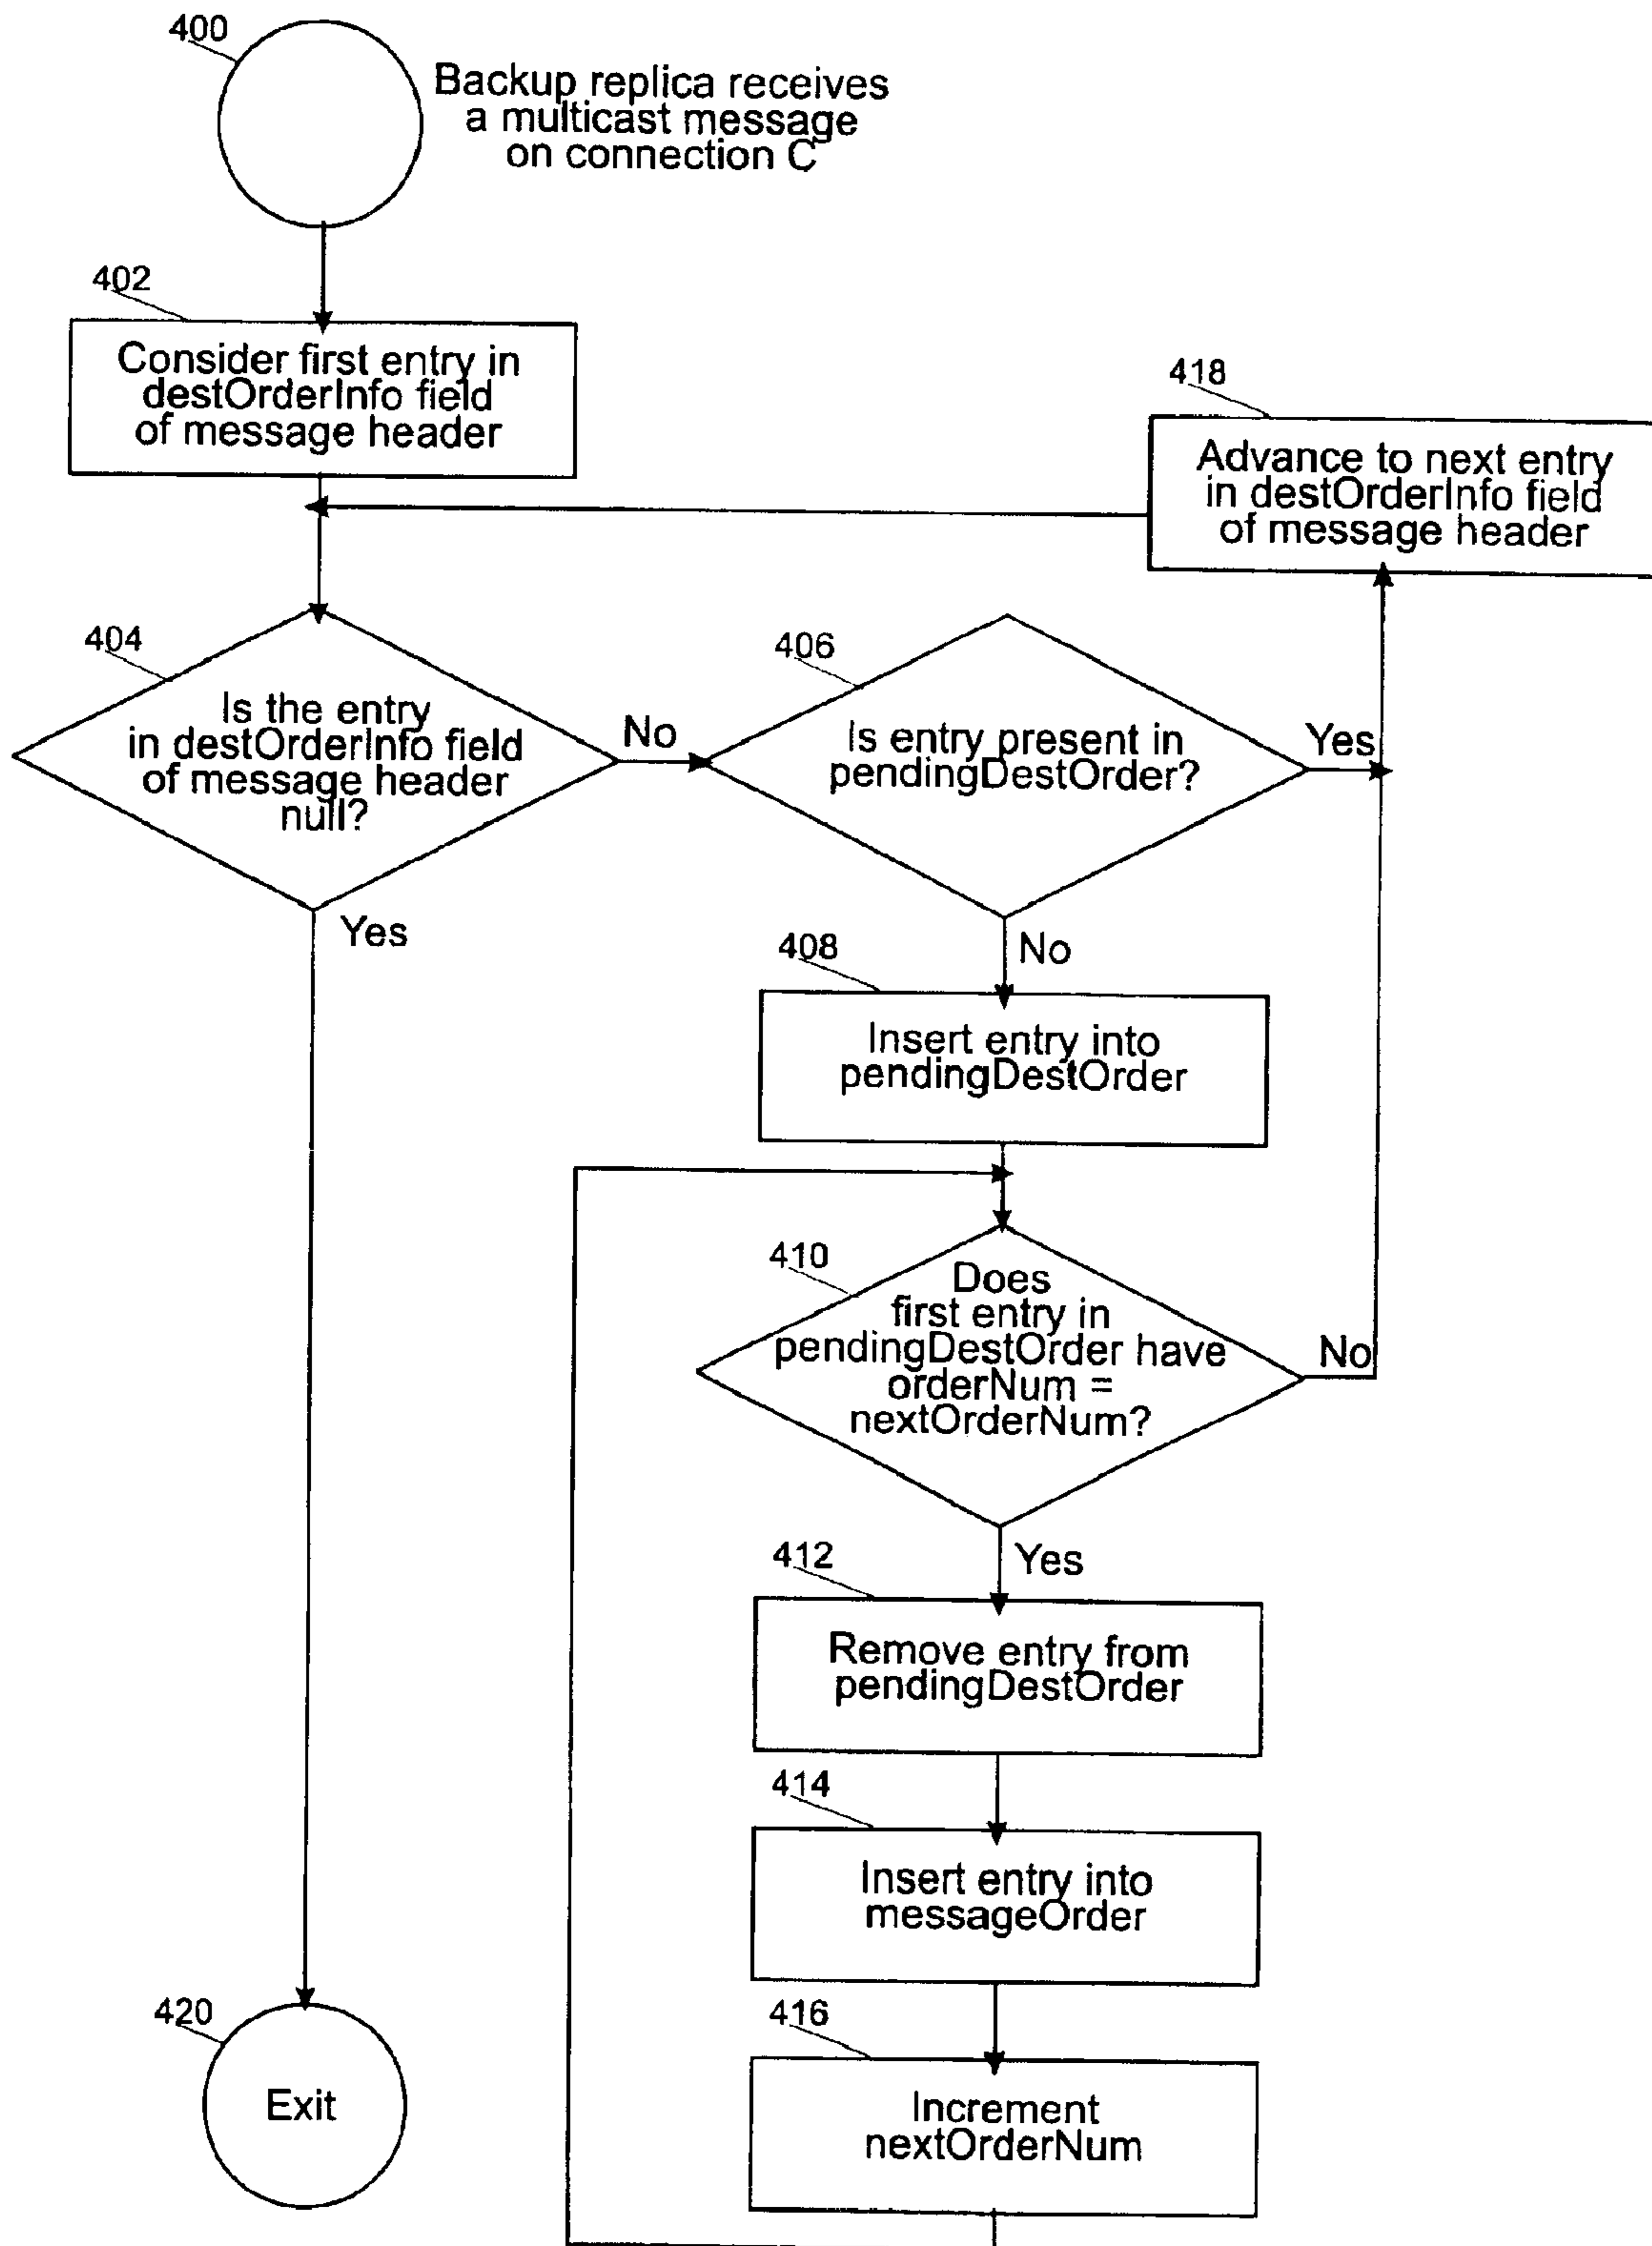 400
Backup replica receives
a multicast message
on connection C
402
Consider first entry in
destOrderInfo field
of message header
418
Advance to next entry
in destOrderInfo field
of message header
404
Is the entry
in destOrderInfo field
of message header
null?
No
Yes
406
Is entry present in
pendingDestOrder?
Yes
No
408
Insert entry into
pendingDestOrder
410
Does
first entry in
pendingDestOrder have
orderNum =
nextOrderNum?
No
Yes
412
Remove entry from
pendingDestOrder
414
Insert entry into
messageOrder
416
Increment
nextOrderNum
420
Exit